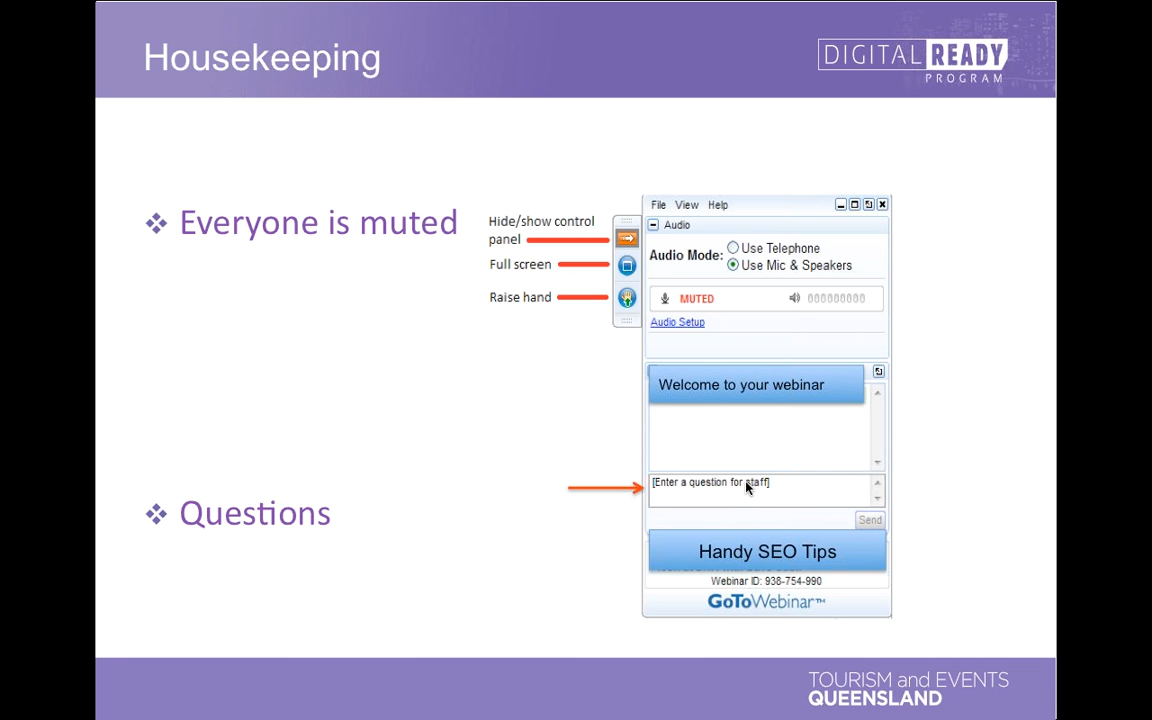 Housekeeping
DIGITAL READY
PROGRAM
Everyone is muted
Hide/show control
panel
Full screen
Raise hand
File View Help
Audio
Audio Mode: Use Telephone
Use Mic & Speakers
MUTED 000000000
Audio Setup
Welcome to your webinar
[Enter a question for staff]
Send
Questions
Handy SEO Tips
Webinar ID: 938-754-990
GoToWebinar™
TOURISM and EVENTS
QUEENSLAND